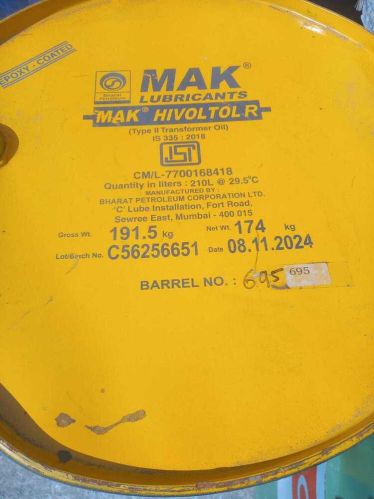 EPOXY - COATED
Bharat
Petroleum
MAK®
LUBRICANTS
MAK® HIVOLTOL R
(Type II Transformer Oil)
IS 335 : 2018
ISI
CM/L-7700168418
Quantity in liters : 210L @ 29.5°C
MANUFACTURED BY :
BHARAT PETROLEUM CORPORATION LTD.
'C' Lube Installation, Fort Road,
Sewree East, Mumbai - 400 015
Gross Wt. 191.5 kg Net Wt. 174 kg
Lot/Batch No. C56256651 Date 08.11.2024
BARREL NO. : 695 695